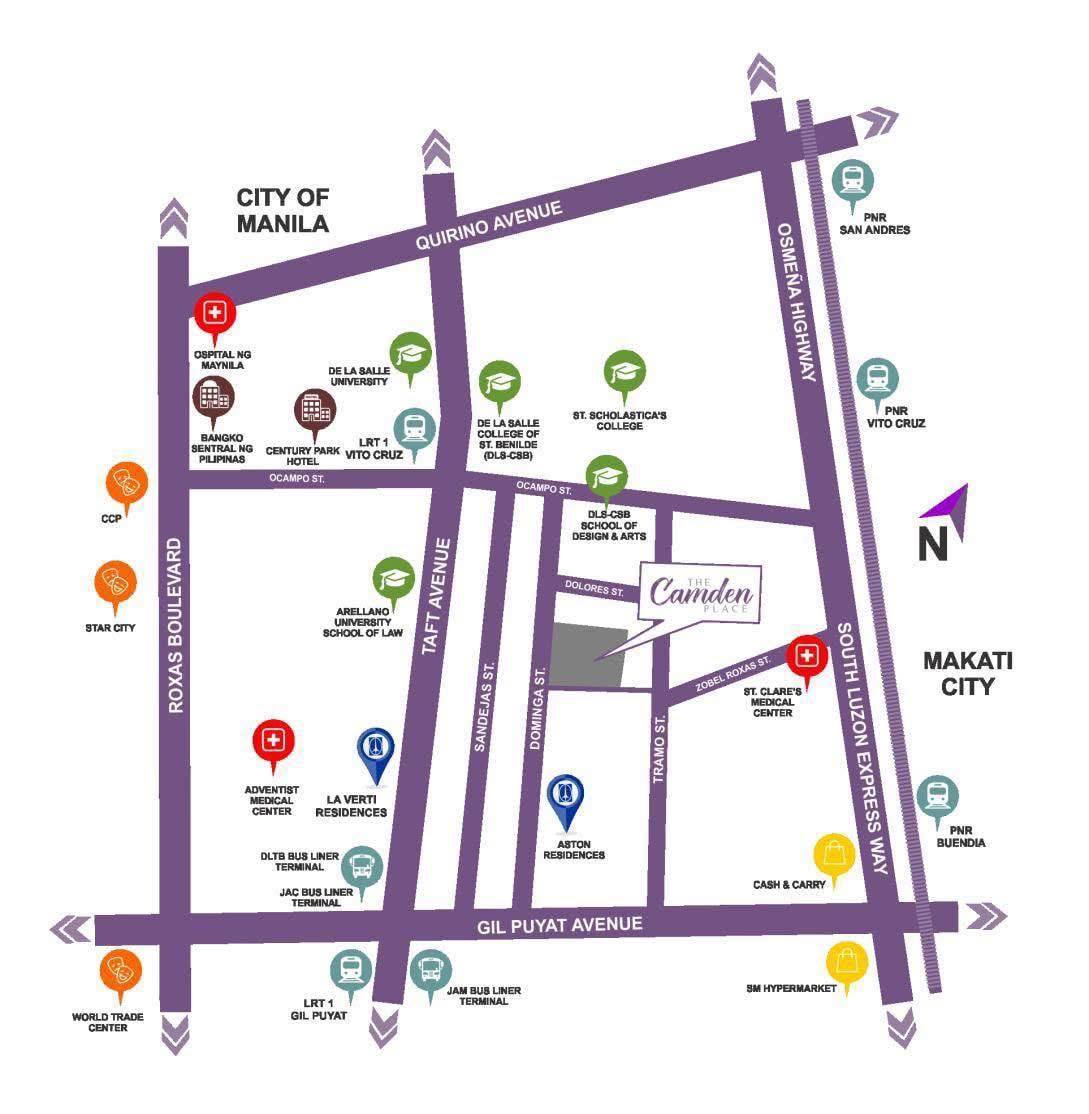 CITY OF
MANILA
QUIRINO AVENUE
OSMEÑA HIGHWAY
PNR
SAN ANDRES
OSPITAL NG
MAYNILA
DE LA SALLE
UNIVERSITY
BANGKO
SENTRAL NG
PILIPINAS
CENTURY PARK
HOTEL
LRT 1
VITO CRUZ
DE LA SALLE
COLLEGE OF
ST. BENILDE
(DLS-CSB)
ST. SCHOLASTICA'S
COLLEGE
PNR
VITO CRUZ
OCAMPO ST.
OCAMPO ST.
CCP
DLS-CSB
SCHOOL OF
DESIGN & ARTS
N
ROXAS BOULEVARD
TAFT AVENUE
STAR CITY
ARELLANO
UNIVERSITY
SCHOOL OF LAW
DOLORES ST.
THE
Camden
PLACE
SANDEJAS ST.
DOMINGA ST.
TRAMO ST.
ZOBEL ROXAS ST.
ST. CLARE'S
MEDICAL
CENTER
SOUTH LUZON EXPRESS WAY
MAKATI
CITY
ADVENTIST
MEDICAL
CENTER
LA VERTI
RESIDENCES
ASTON
RESIDENCES
PNR
BUENDIA
DLTB BUS LINER
TERMINAL
JAC BUS LINER
TERMINAL
CASH & CARRY
GIL PUYAT AVENUE
WORLD TRADE
CENTER
LRT 1
GIL PUYAT
JAM BUS LINER
TERMINAL
SM HYPERMARKET